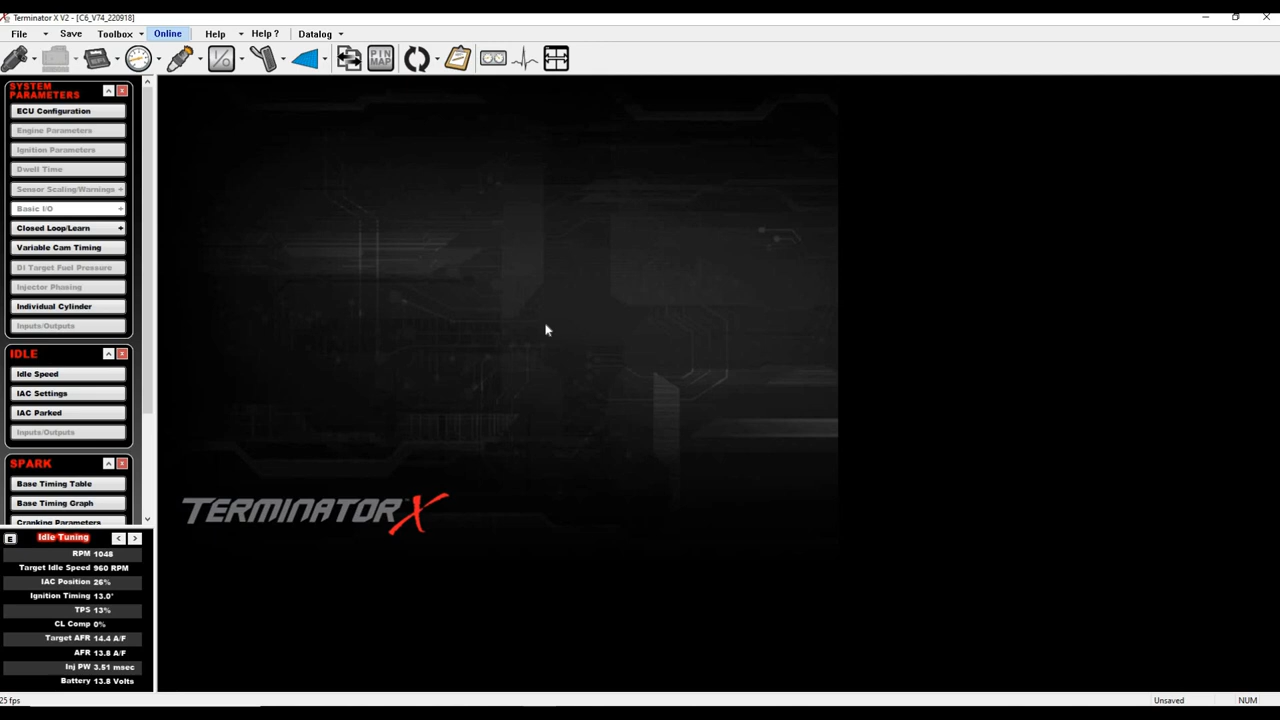 Terminator X V2 - [C6_V74_220918]
File Save Toolbox Online Help Help ? Datalog
I/O PIN MAP
SYSTEM PARAMETERS
ECU Configuration
Engine Parameters
Ignition Parameters
Dwell Time
Sensor Scaling/Warnings +
Basic I/O +
Closed Loop/Learn +
Variable Cam Timing
DI Target Fuel Pressure
Injector Phasing
Individual Cylinder
Inputs/Outputs
IDLE
Idle Speed
IAC Settings
IAC Parked
Inputs/Outputs
SPARK
Base Timing Table
Base Timing Graph
Cranking Parameters
E Idle Tuning < >
RPM 1048
Target Idle Speed 960 RPM
IAC Position 26%
Ignition Timing 13.0°
TPS 13%
CL Comp 0%
Target AFR 14.4 A/F
AFR 13.8 A/F
Inj PW 3.51 msec
Battery 13.8 Volts
TERMINATOR X
25 fps Unsaved NUM